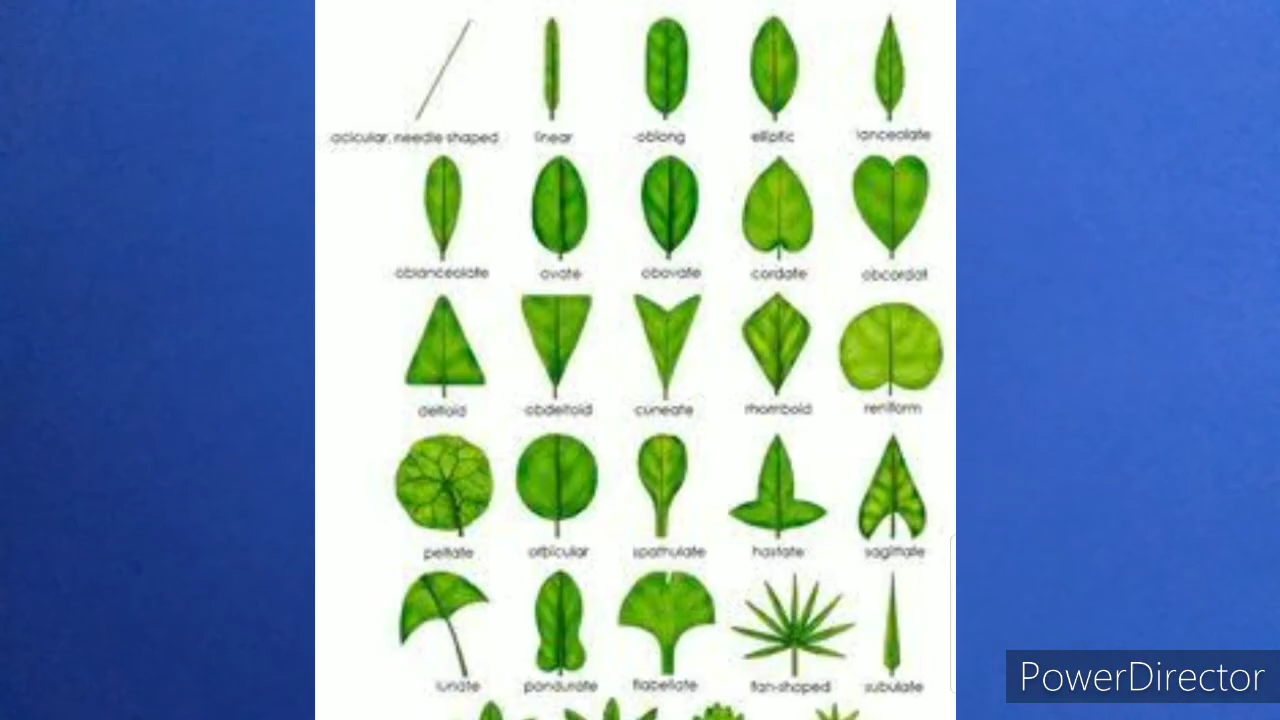 acicular, needle shaped linear oblong elliptic lanceolate
oblanceolate ovate obovate cordate obcordat
deltoid obdeltoid cuneate rhomboid reniform
peltate orbicular spathulate hastate sagittate
lunate pandurate flabellate fan-shaped subulate
PowerDirector